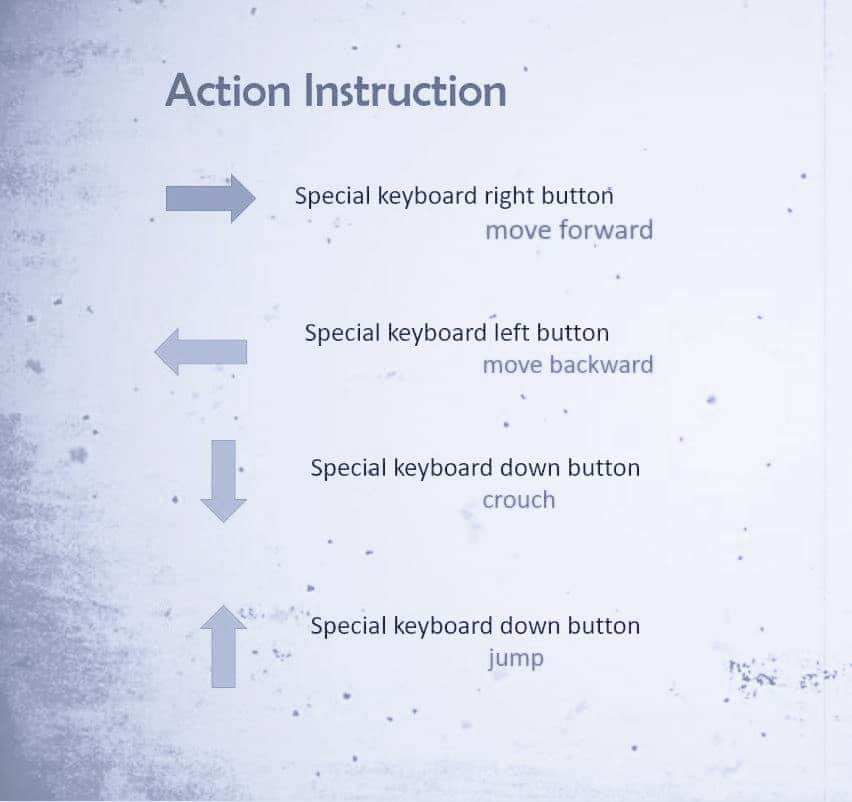 Action Instruction
Special keyboard right button
move forward
Special keyboard left button
move backward
Special keyboard down button
crouch
Special keyboard down button
jump